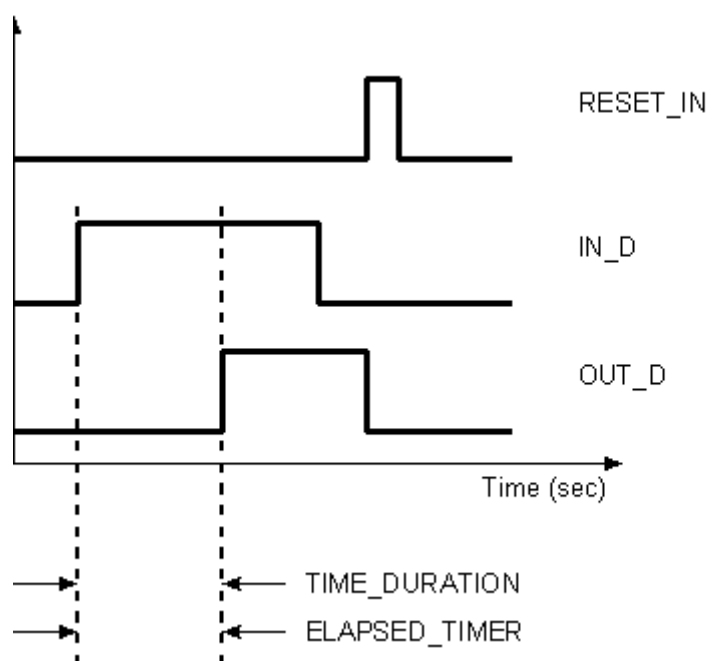 RESET_IN
IN_D
OUT_D
Time (sec)
TIME_DURATION
ELAPSED_TIMER